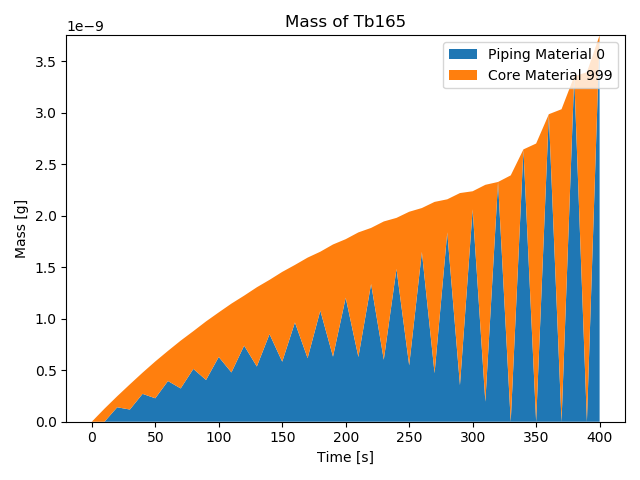 Mass of Tb165
1e−9
Piping Material 0
Core Material 999
3.5
3.0
2.5
2.0
1.5
1.0
0.5
0.0
Mass [g]
0 50 100 150 200 250 300 350 400
Time [s]